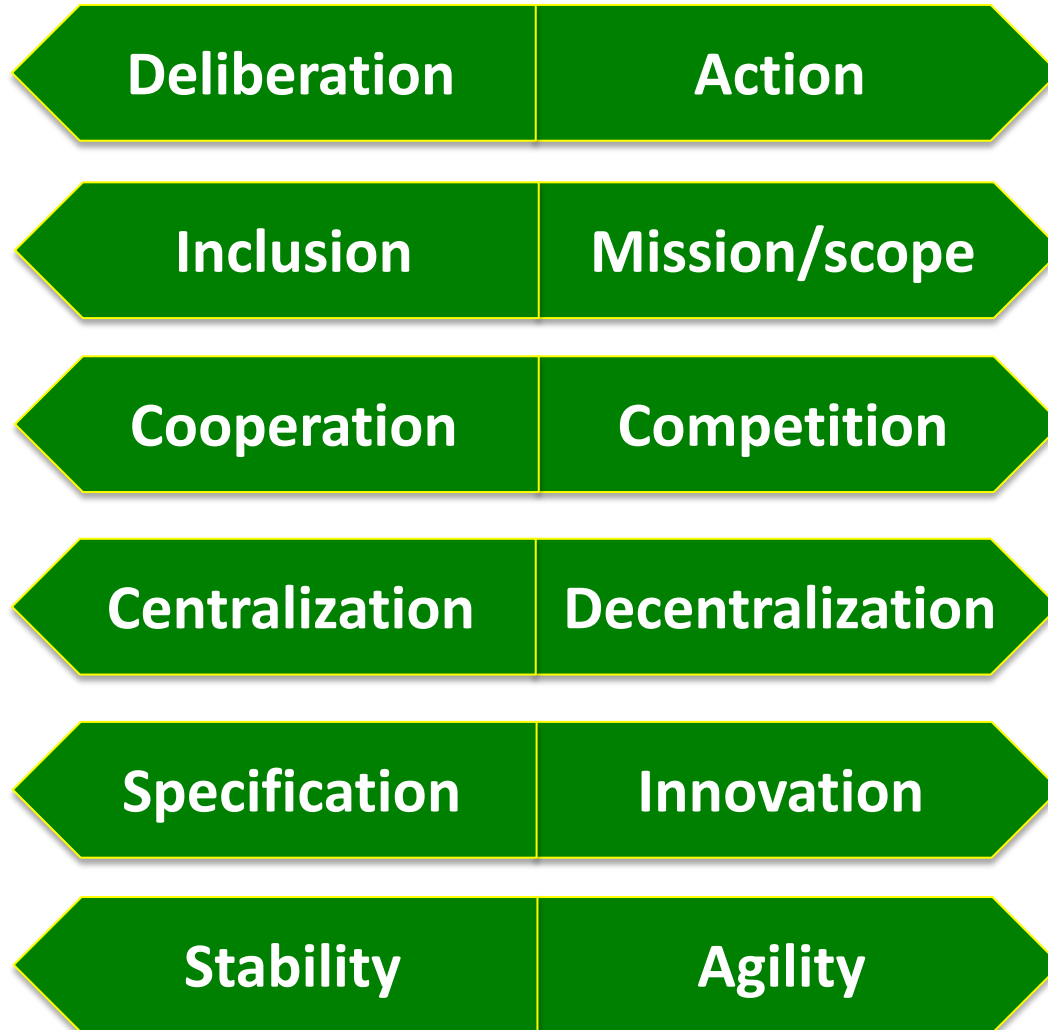 Deliberation Action
Inclusion Mission/scope
Cooperation Competition
Centralization Decentralization
Specification Innovation
Stability Agility